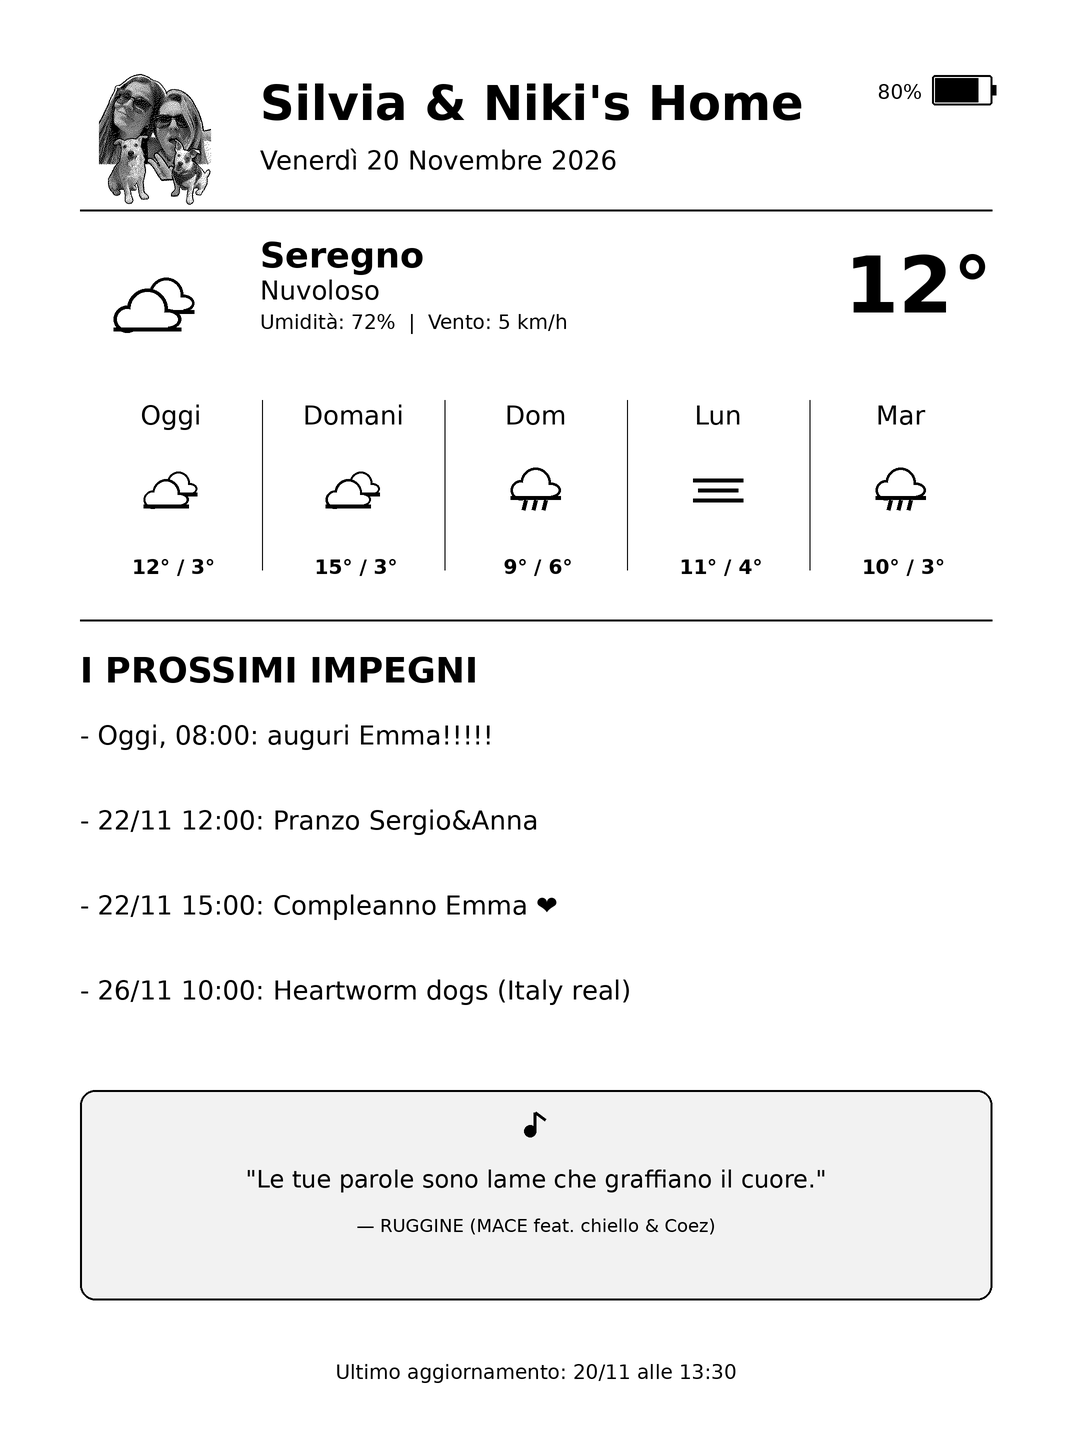 Silvia & Niki's Home
80%
Venerdì 20 Novembre 2026
Seregno
Nuvoloso
Umidità: 72% | Vento: 5 km/h
12°
Oggi Domani Dom Lun Mar
12° / 3° 15° / 3° 9° / 6° 11° / 4° 10° / 3°
I PROSSIMI IMPEGNI
- Oggi, 08:00: auguri Emma!!!!!
- 22/11 12:00: Pranzo Sergio&Anna
- 22/11 15:00: Compleanno Emma ❤
- 26/11 10:00: Heartworm dogs (Italy real)
"Le tue parole sono lame che graffiano il cuore."
— RUGGINE (MACE feat. chiello & Coez)
Ultimo aggiornamento: 20/11 alle 13:30